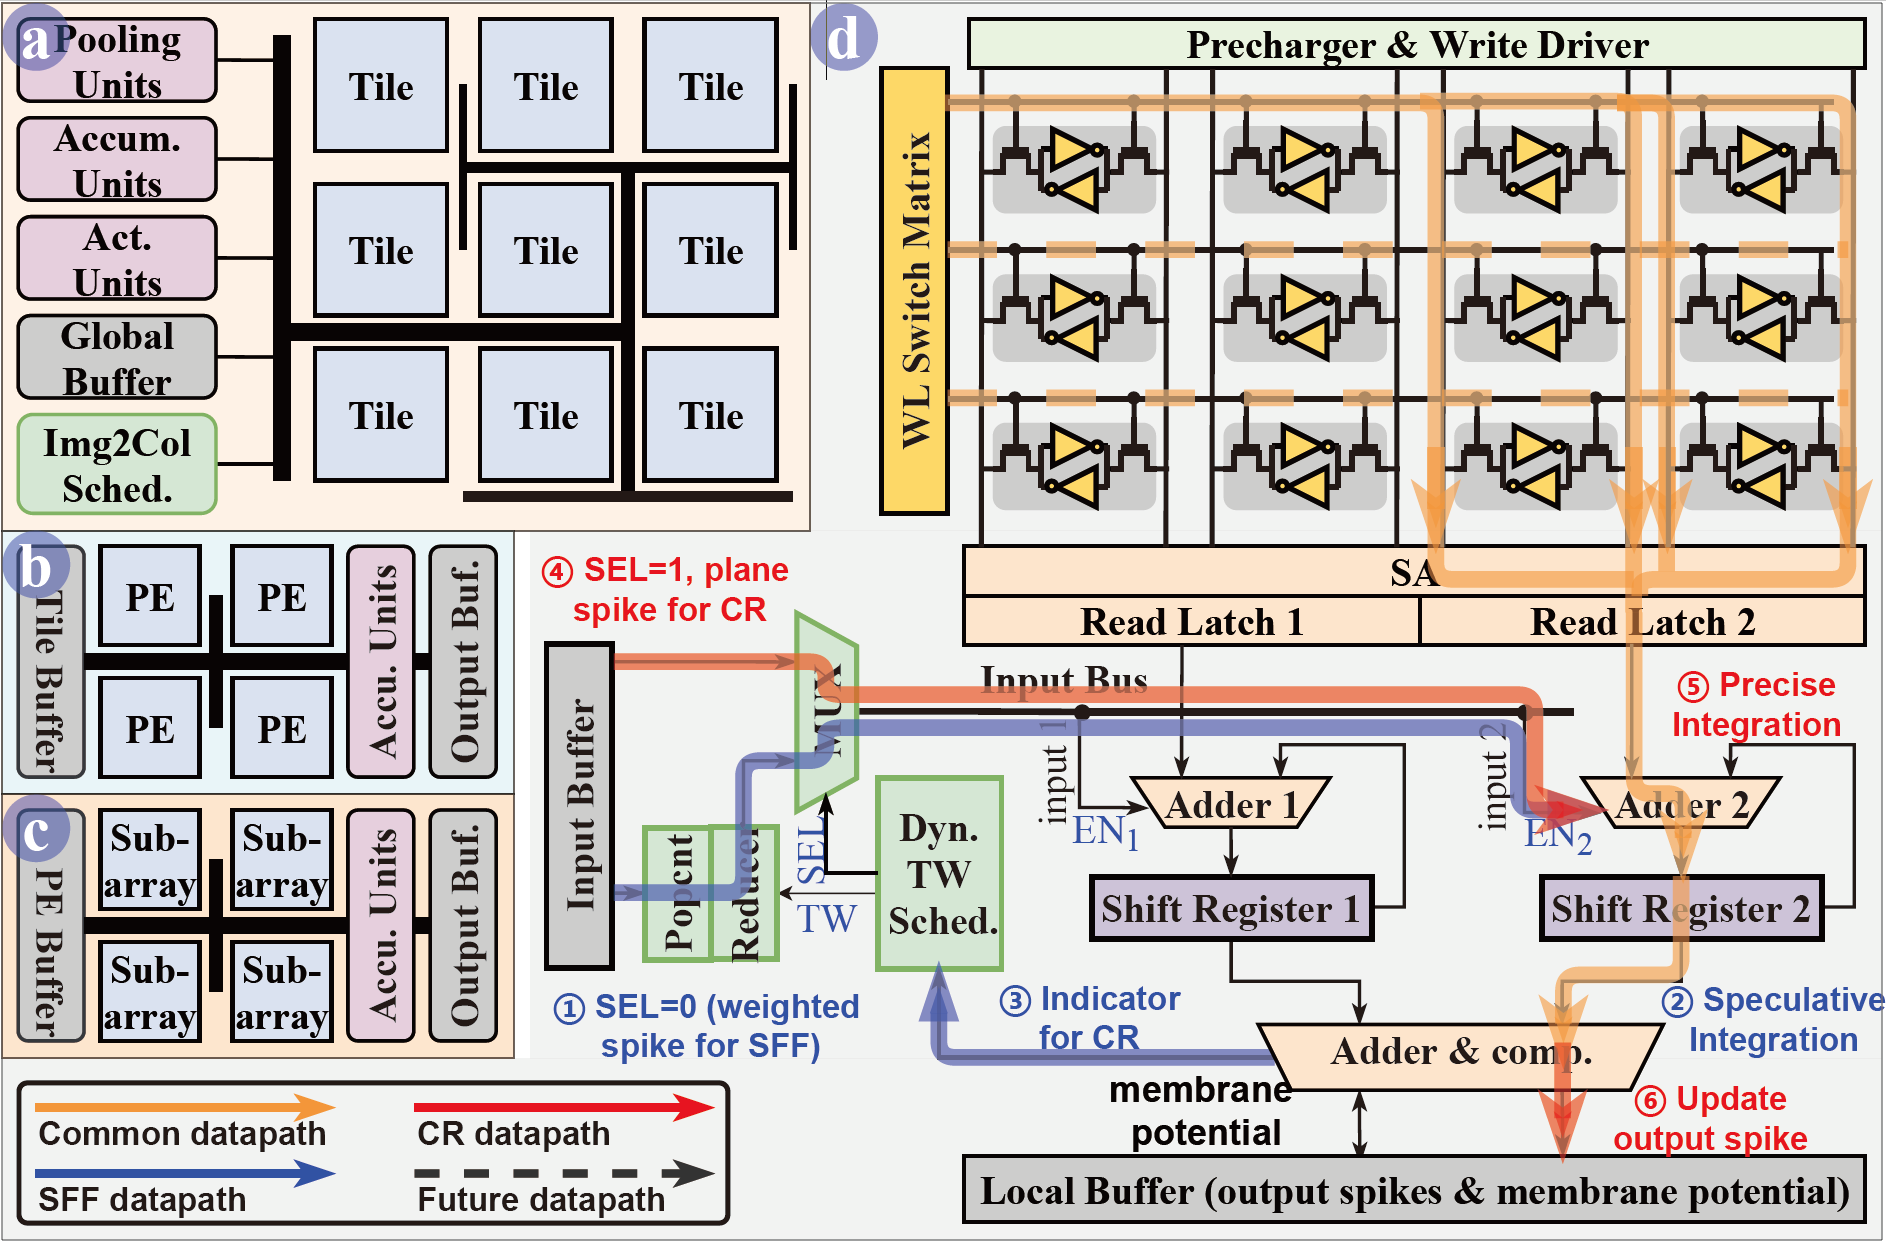 a
Pooling
Units
Accum.
Units
Act.
Units
Global
Buffer
Img2Col
Sched.
Tile
Tile
Tile
Tile
Tile
Tile
Tile
Tile
Tile
b
Tile Buffer
PE
PE
PE
PE
Accu. Units
Output Buf.
c
PE Buffer
Sub-
array
Sub-
array
Sub-
array
Sub-
array
Accu. Units
Output Buf.
d
Precharger & Write Driver
WL Switch Matrix
SA
Read Latch 1
Read Latch 2
④ SEL=1, plane
spike for CR
Input Buffer
MUX
Input Bus
input 1
input 2
⑤ Precise
Integration
Adder 1
Adder 2
EN1
EN2
Popcnt
Reducer
SEL
TW
Dyn.
TW
Sched.
Shift Register 1
Shift Register 2
① SEL=0 (weighted
spike for SFF)
③ Indicator
for CR
② Speculative
Integration
Adder & comp.
membrane
potential
⑥ Update
output spike
Local Buffer (output spikes & membrane potential)
Common datapath
CR datapath
SFF datapath
Future datapath